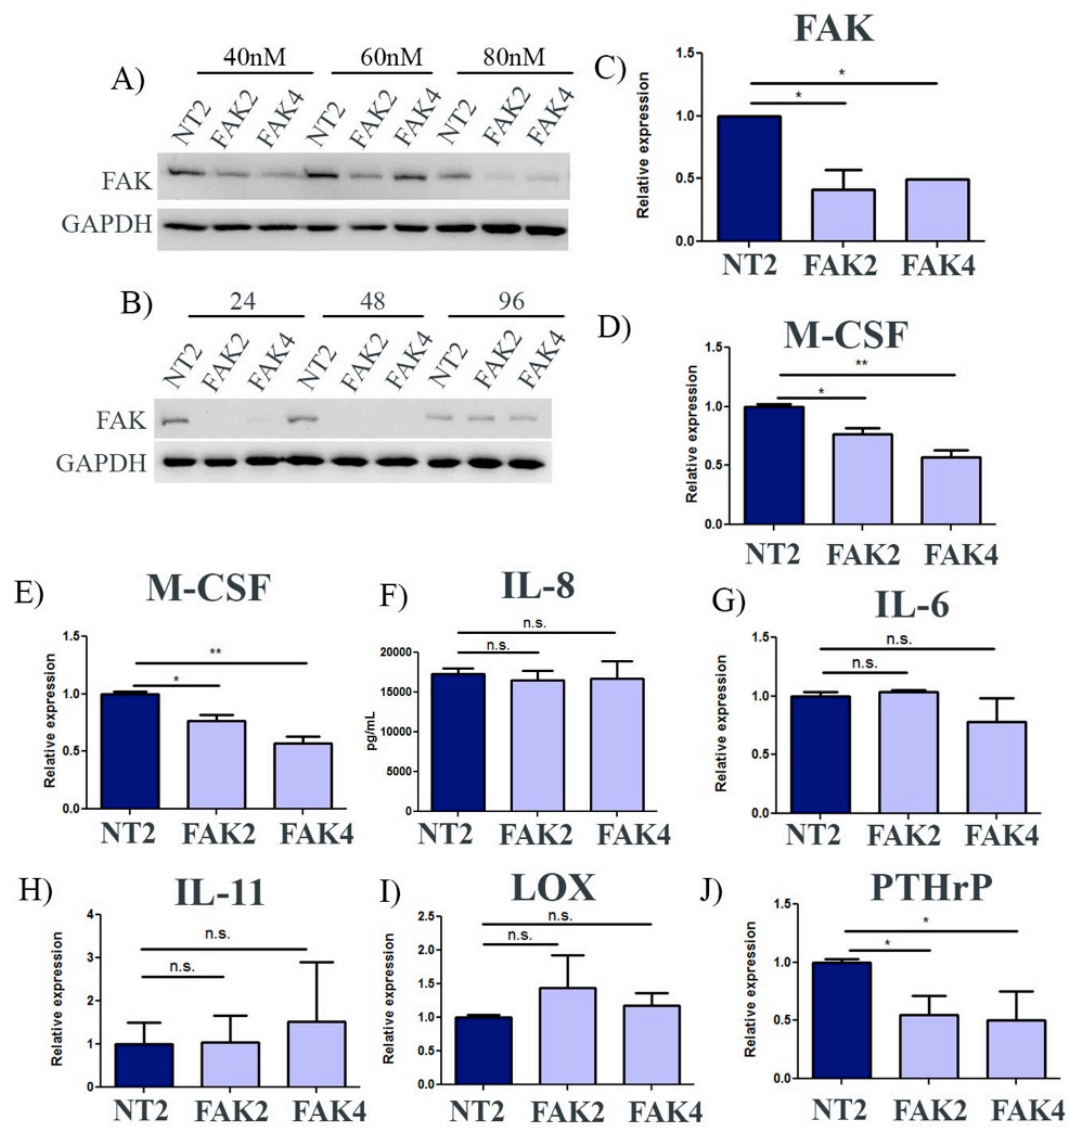 A)
40nM 60nM 80nM
NT2 FAK2 FAK4 NT2 FAK2 FAK4 NT2 FAK2 FAK4
FAK
GAPDH
B)
24 48 96
NT2 FAK2 FAK4 NT2 FAK2 FAK4 NT2 FAK2 FAK4
FAK
GAPDH
C)
FAK
Relative expression
1.5
1.0
0.5
0.0
*
*
NT2 FAK2 FAK4
D)
M-CSF
Relative expression
1.5
1.0
0.5
0.0
**
*
NT2 FAK2 FAK4
E)
M-CSF
Relative expression
1.5
1.0
0.5
0.0
**
*
NT2 FAK2 FAK4
F)
IL-8
pg/mL
20000
15000
10000
5000
0
n.s.
n.s.
NT2 FAK2 FAK4
G)
IL-6
Relative expression
1.5
1.0
0.5
0.0
n.s.
n.s.
NT2 FAK2 FAK4
H)
IL-11
Relative expression
4
3
2
1
0
n.s.
n.s.
NT2 FAK2 FAK4
I)
LOX
Relative expression
2.5
2.0
1.5
1.0
0.5
0.0
n.s.
n.s.
NT2 FAK2 FAK4
J)
PTHrP
Relative expression
1.5
1.0
0.5
0.0
*
*
NT2 FAK2 FAK4